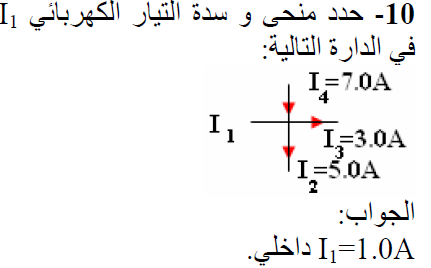 10- حدد منحى و سدة التيار الكهربائي I₁
في الدارة التالية:
I₄=7.0A
I₁
I₃=3.0A
I₂=5.0A
الجواب:
I₁=1.0A داخلي.